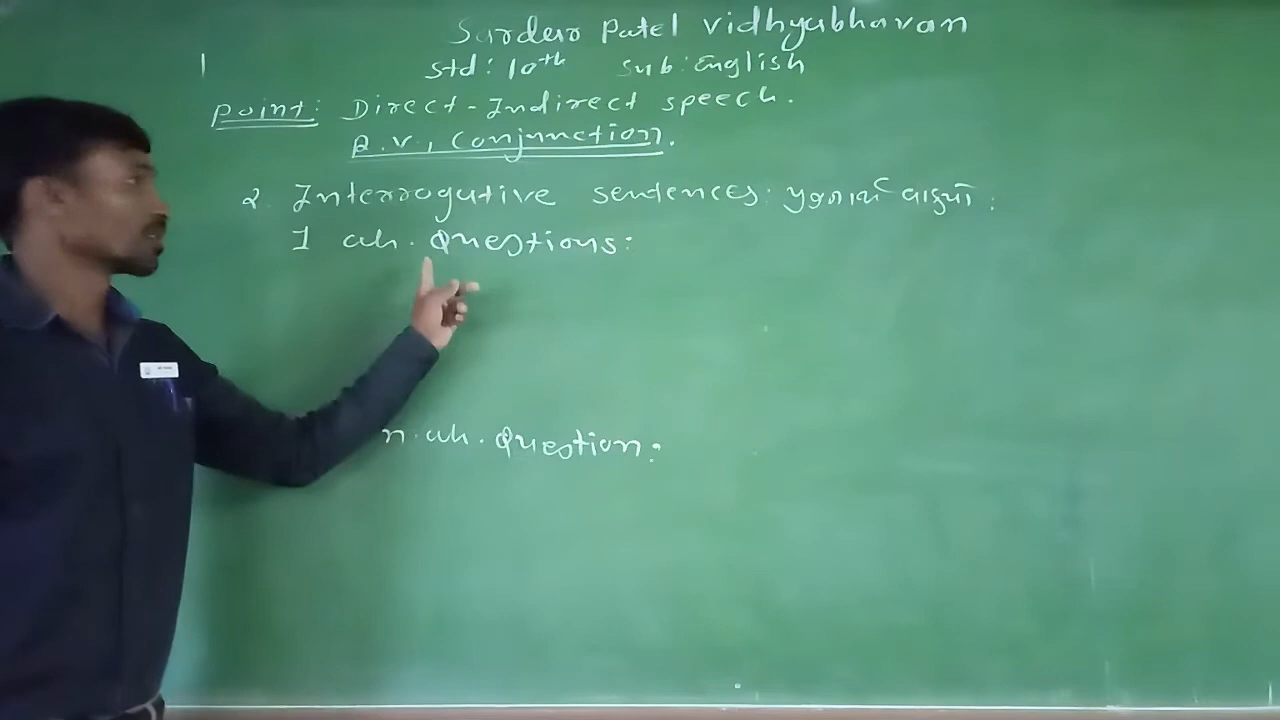 Sardar Patel Vidhyabhavan
1
std: 10th sub: English
Point: Direct-Indirect speech.
R.V., Conjunction.
2. Interrogative sentences: પ્રશ્નાર્થ વાક્યો:
I wh. Questions:
n. wh. Question: